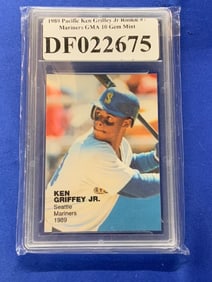 1989 Pacific Ken Griffey Jr Rookie #
Mariners GMA 10 Gem Mint
DF022675
S
KEN
GRIFFEY JR.
Seattle
Mariners
1989